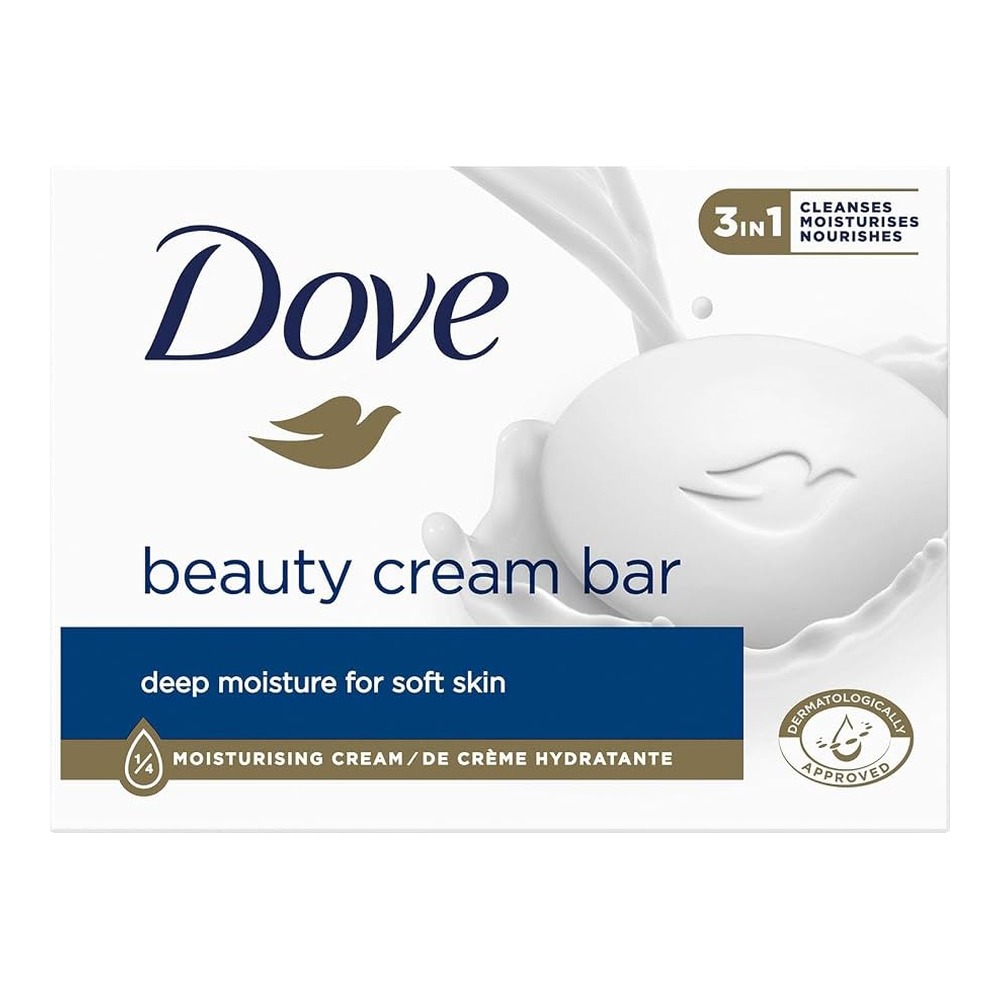 3IN1
CLEANSES
MOISTURISES
NOURISHES
Dove
beauty cream bar
deep moisture for soft skin
1/4 MOISTURISING CREAM/DE CRÈME HYDRATANTE
DERMATOLOGICALLY
APPROVED